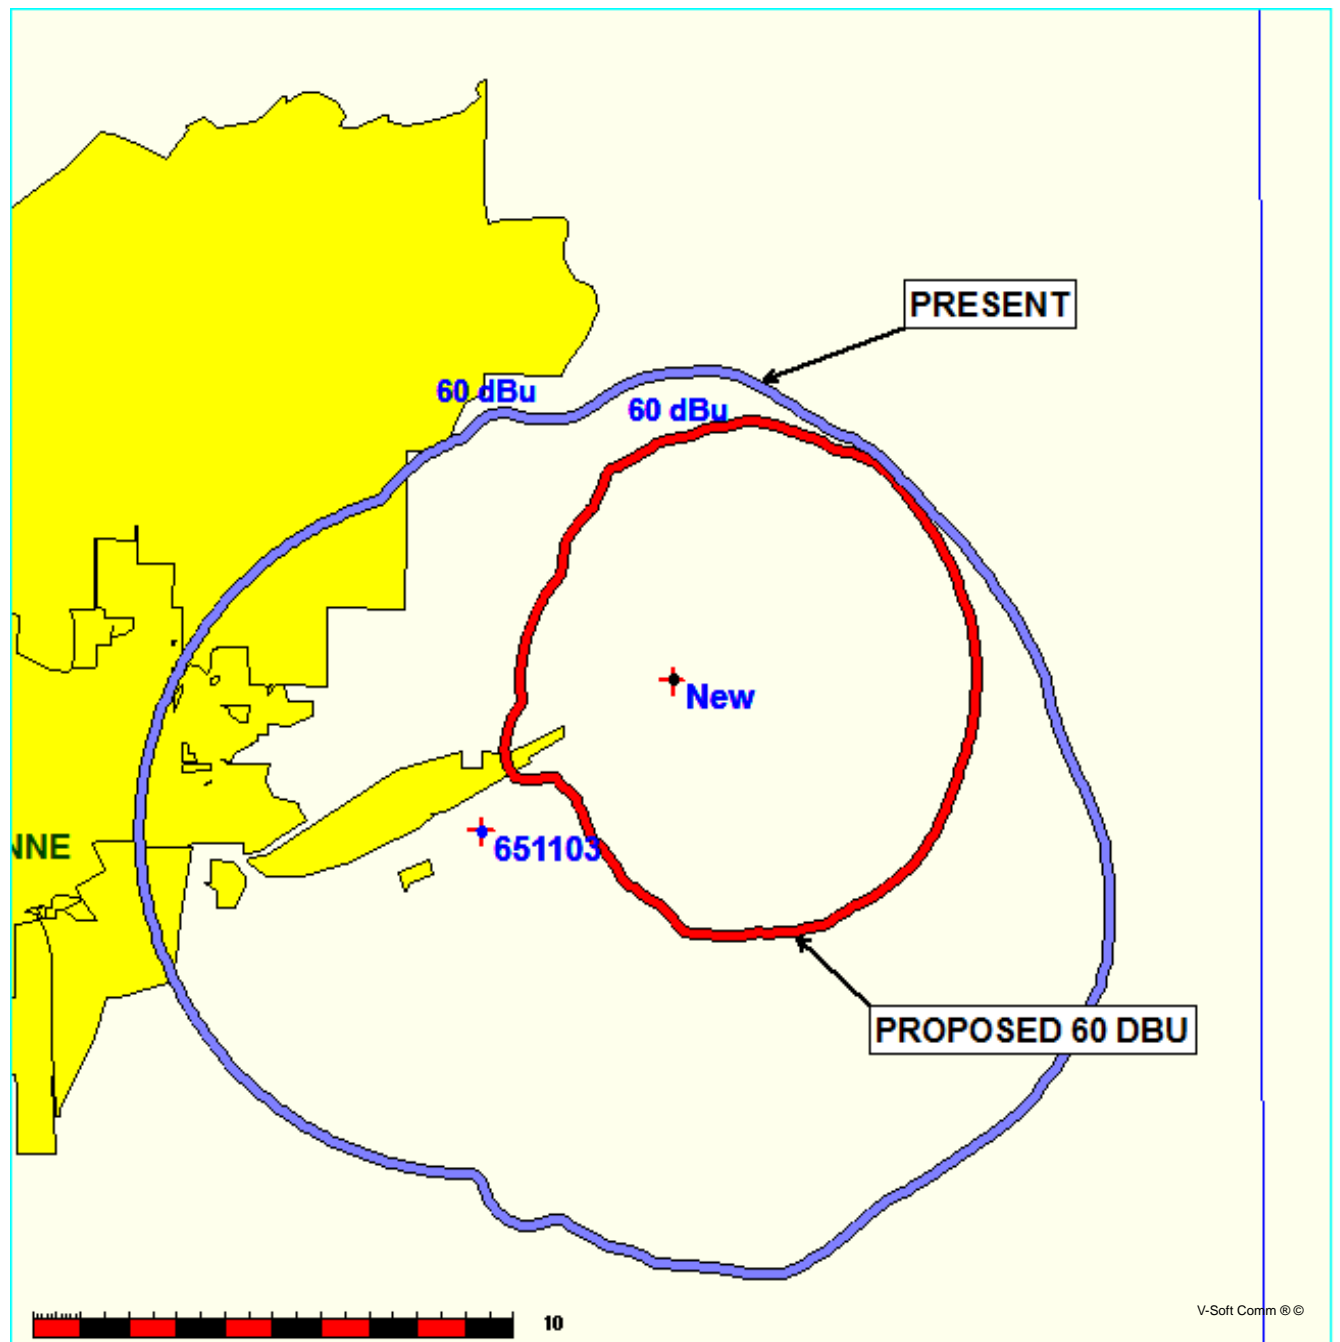 PRESENT
60 dBu
60 dBu
New
651103
NNE
PROPOSED 60 DBU
10
V-Soft Comm ® ©